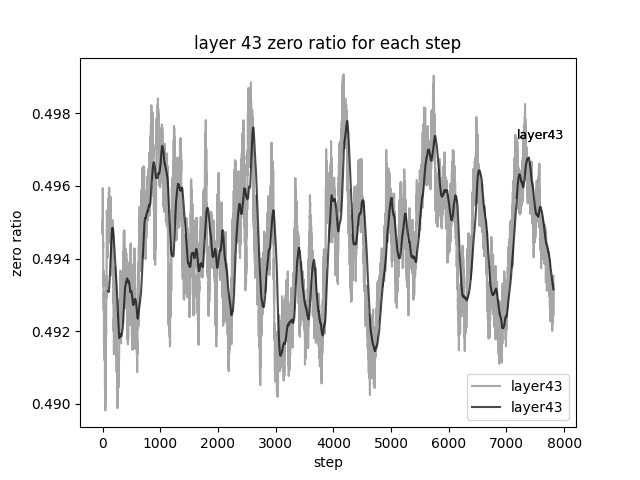 layer 43 zero ratio for each step
zero ratio
0.498
0.496
0.494
0.492
0.490
layer43
layer43
layer43
0
1000
2000
3000
4000
5000
6000
7000
8000
step